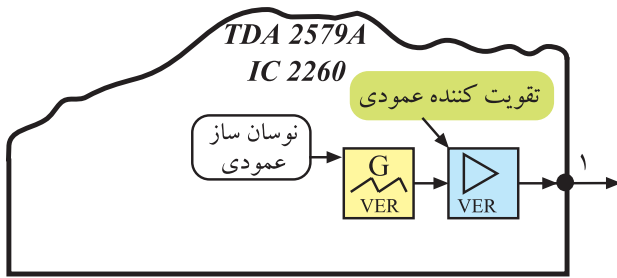 TDA 2579A
IC 2260
تقویت کننده عمودی
نوسان ساز
عمودی
۱
G
VER
VER